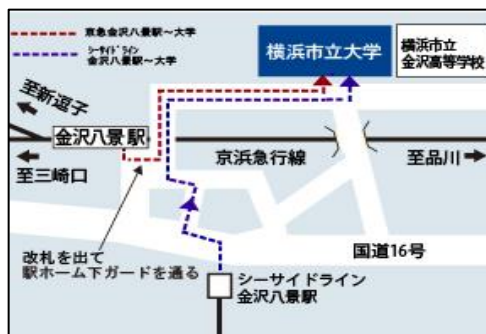 京急金沢八景駅～大学
シーサイドライン
金沢八景駅～大学
横浜市立大学
横浜市立
金沢高等学校
至新逗子
金沢八景駅
京浜急行線
至品川
至三崎口
改札を出て
駅ホーム下ガードを通る
国道16号
シーサイドライン
金沢八景駅